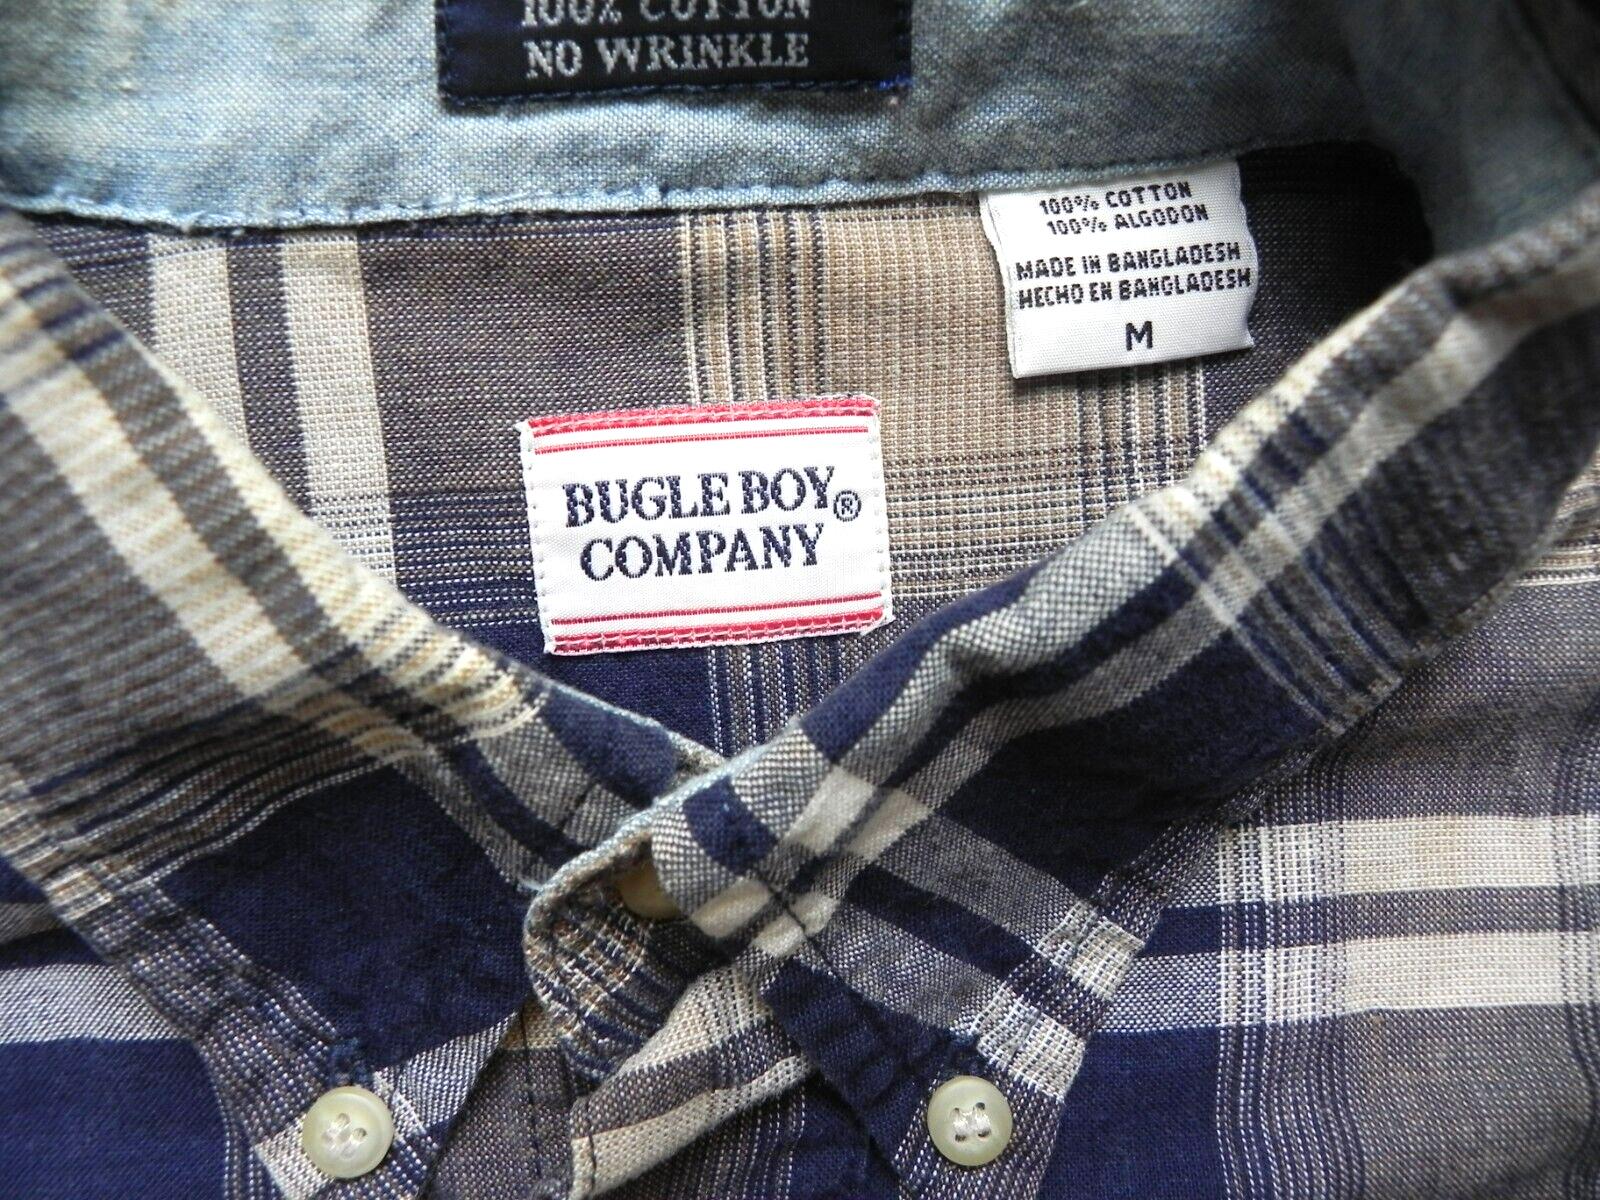 100% COTTON
NO WRINKLE
100% COTTON
100% ALGODON
MADE IN BANGLADESH
HECHO EN BANGLADESH
M
BUGLE BOY®
COMPANY